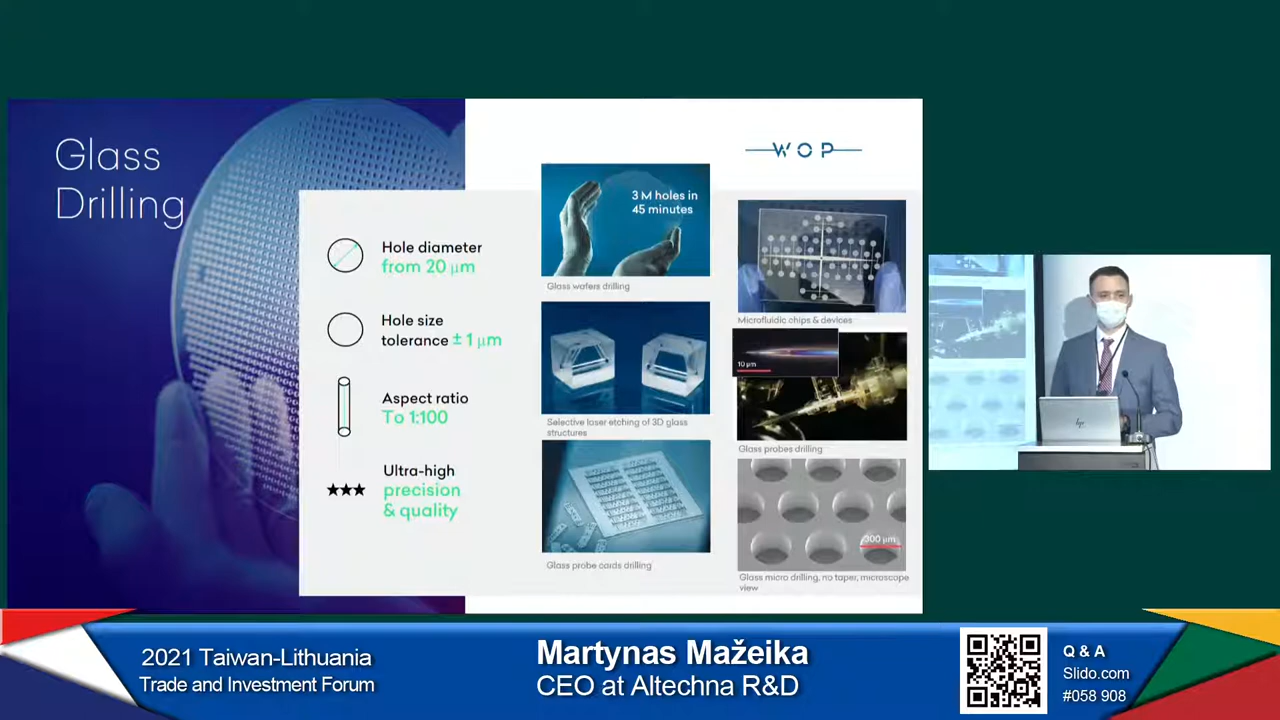 Glass
Drilling
Hole diameter
from 20 µm
Hole size
tolerance ± 1 µm
Aspect ratio
To 1:100
Ultra-high
precision
& quality
3 M holes in
45 minutes
Glass wafers drilling
Selective laser etching of 3D glass
structures
Glass probe cards drilling
WOP
Microfluidic chips & devices
10 µm
Glass probes drilling
300 µm
Glass micro drilling, no taper, microscope
view
hp
2021 Taiwan-Lithuania
Trade and Investment Forum
Martynas Mažeika
CEO at Altechna R&D
Q & A
Slido.com
#058 908